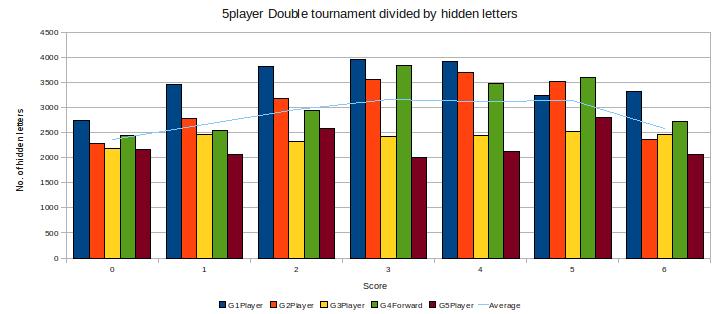 5player Double tournament divided by hidden letters
4500
4000
3500
3000
2500
2000
1500
1000
500
0
No. of hidden letters
0 1 2 3 4 5 6
Score
G1Player G2Player G3Player G4Forward G5Player Average